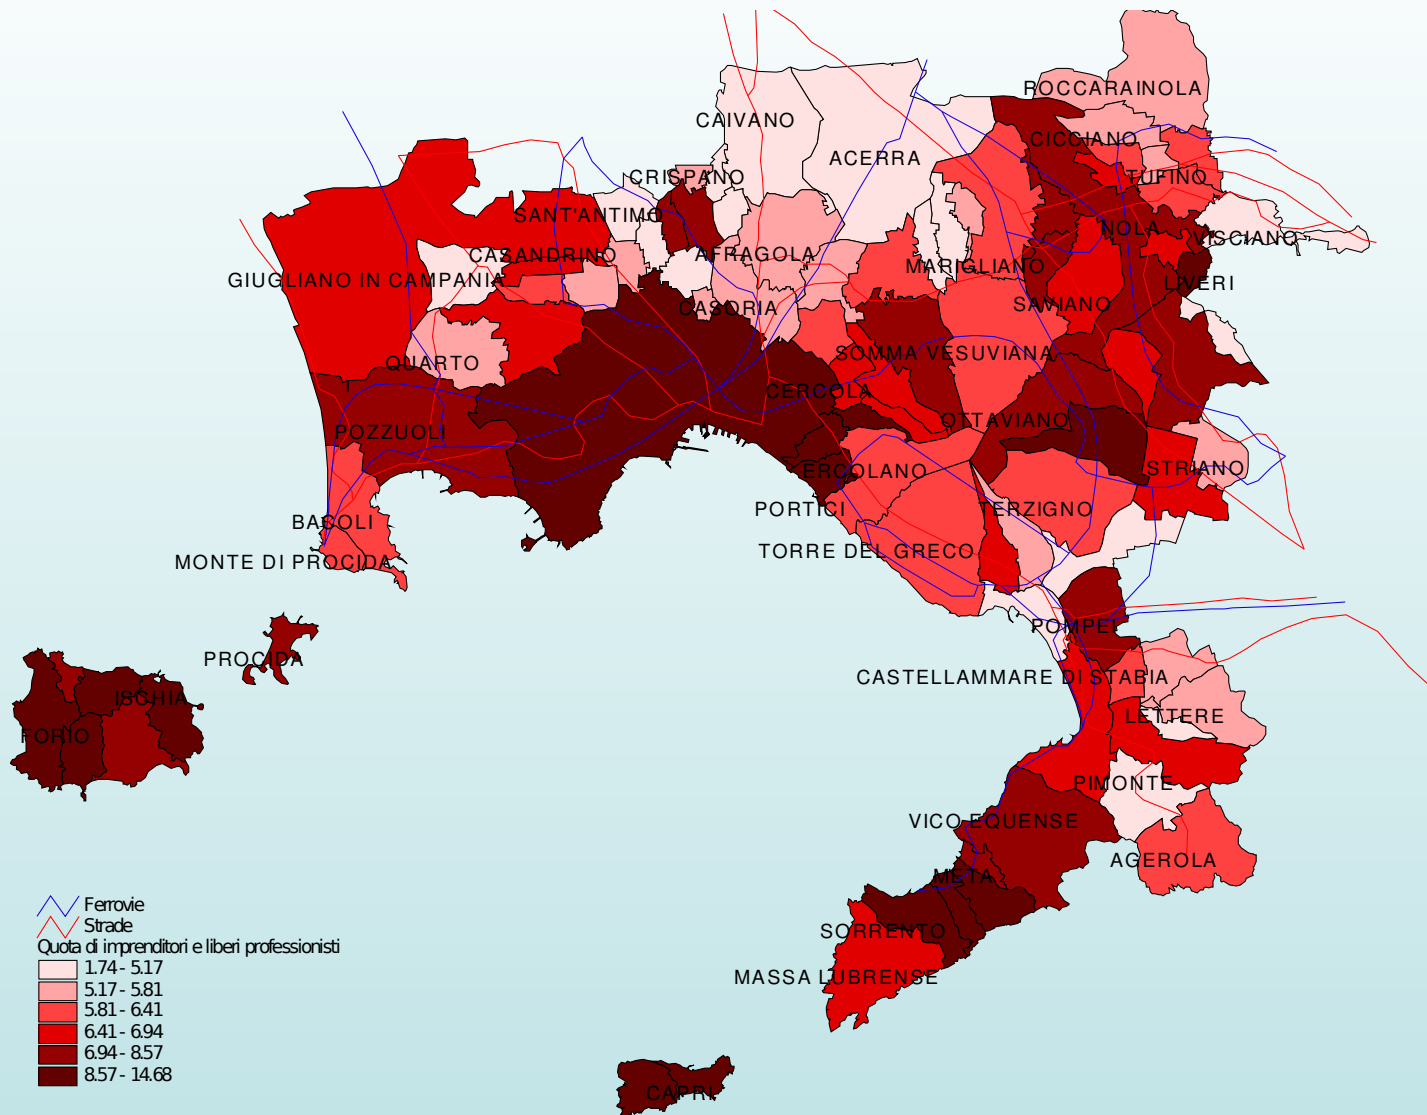 ROCCARAINOLA
CAIVANO
CICCIANO
ACERRA
CRISPANO
TUFINO
SANT'ANTIMO
NOLA
VISCIANO
CASANDRINO
AFRAGOLA
MARIGLIANO
GIUGLIANO IN CAMPANIA
LIVERI
CASORIA
SAVIANO
QUARTO
SOMMA VESUVIANA
CERCOLA
OTTAVIANO
POZZUOLI
ERCOLANO
STRIANO
PORTICI
TERZIGNO
BACOLI
TORRE DEL GRECO
MONTE DI PROCIDA
POMPEI
PROCIDA
CASTELLAMMARE DI STABIA
ISCHIA
LETTERE
FORIO
PIMONTE
VICO EQUENSE
AGEROLA
META
SORRENTO
MASSA LUBRENSE
CAPRI
Ferrovie
Strade
Quota di imprenditori e liberi professionisti
1.74 - 5.17
5.17 - 5.81
5.81 - 6.41
6.41 - 6.94
6.94 - 8.57
8.57 - 14.68